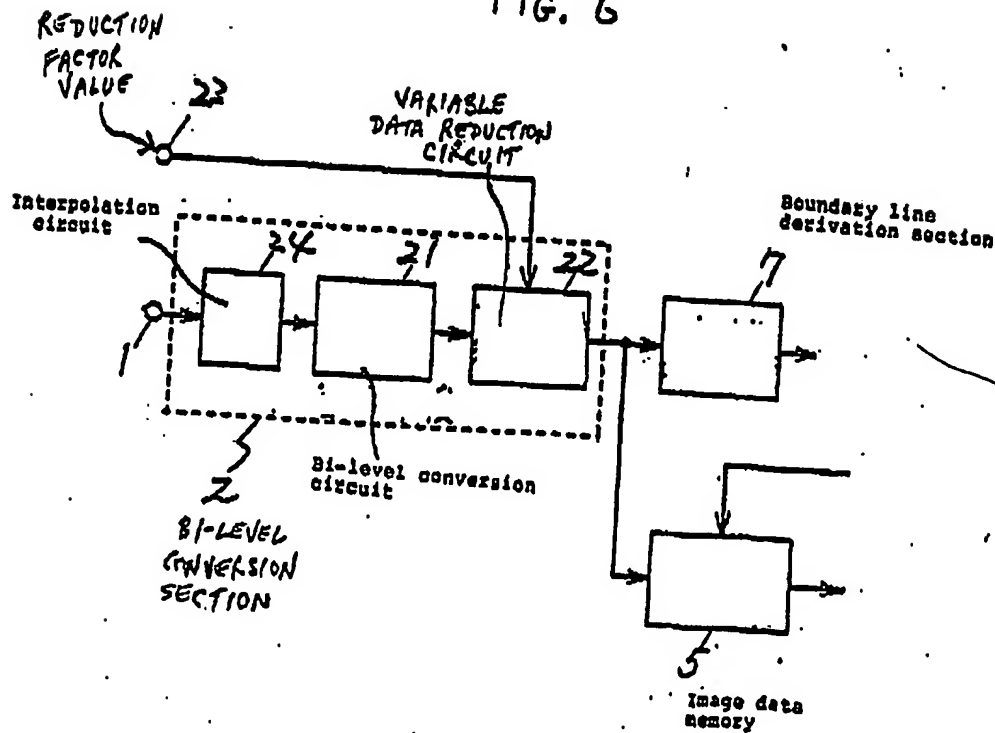 FIG. 6
REDUCTION
FACTOR
VALUE
23
VARIABLE
DATA REDUCTION
CIRCUIT
Interpolation
circuit
24
21
22
Boundary line
derivation section
7
1
Bi-level conversion
circuit
2
BI-LEVEL
CONVERSION
SECTION
5
Image data
memory